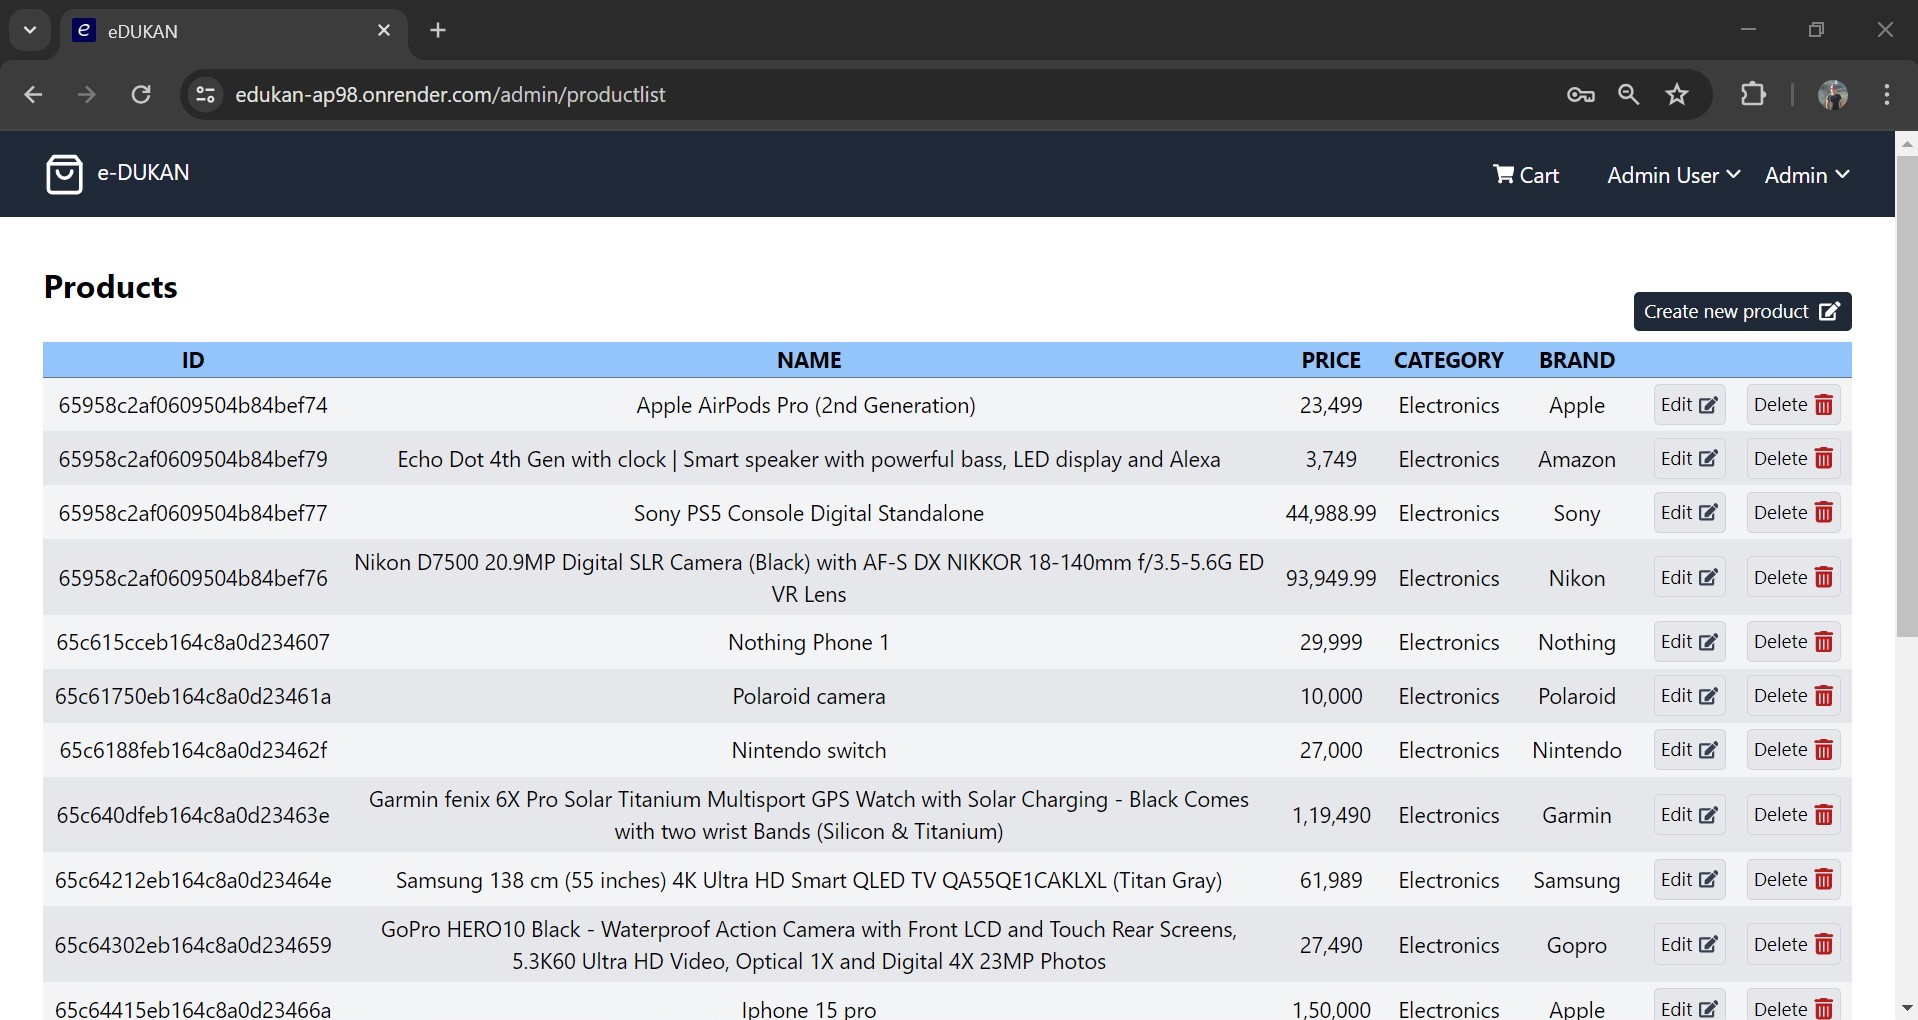 eDUKAN
edukan-ap98.onrender.com/admin/productlist
e-DUKAN
Cart Admin User Admin
Products
Create new product
ID NAME PRICE CATEGORY BRAND
65958c2af0609504b84bef74 Apple AirPods Pro (2nd Generation) 23,499 Electronics Apple Edit Delete
65958c2af0609504b84bef79 Echo Dot 4th Gen with clock | Smart speaker with powerful bass, LED display and Alexa 3,749 Electronics Amazon Edit Delete
65958c2af0609504b84bef77 Sony PS5 Console Digital Standalone 44,988.99 Electronics Sony Edit Delete
65958c2af0609504b84bef76 Nikon D7500 20.9MP Digital SLR Camera (Black) with AF-S DX NIKKOR 18-140mm f/3.5-5.6G ED
VR Lens 93,949.99 Electronics Nikon Edit Delete
65c615cceb164c8a0d234607 Nothing Phone 1 29,999 Electronics Nothing Edit Delete
65c61750eb164c8a0d23461a Polaroid camera 10,000 Electronics Polaroid Edit Delete
65c6188feb164c8a0d23462f Nintendo switch 27,000 Electronics Nintendo Edit Delete
65c640dfeb164c8a0d23463e Garmin fenix 6X Pro Solar Titanium Multisport GPS Watch with Solar Charging - Black Comes
with two wrist Bands (Silicon & Titanium) 1,19,490 Electronics Garmin Edit Delete
65c64212eb164c8a0d23464e Samsung 138 cm (55 inches) 4K Ultra HD Smart QLED TV QA55QE1CAKLXL (Titan Gray) 61,989 Electronics Samsung Edit Delete
65c64302eb164c8a0d234659 GoPro HERO10 Black - Waterproof Action Camera with Front LCD and Touch Rear Screens,
5.3K60 Ultra HD Video, Optical 1X and Digital 4X 23MP Photos 27,490 Electronics Gopro Edit Delete
65c64415eb164c8a0d23466a Iphone 15 pro 1,50,000 Electronics Apple Edit Delete